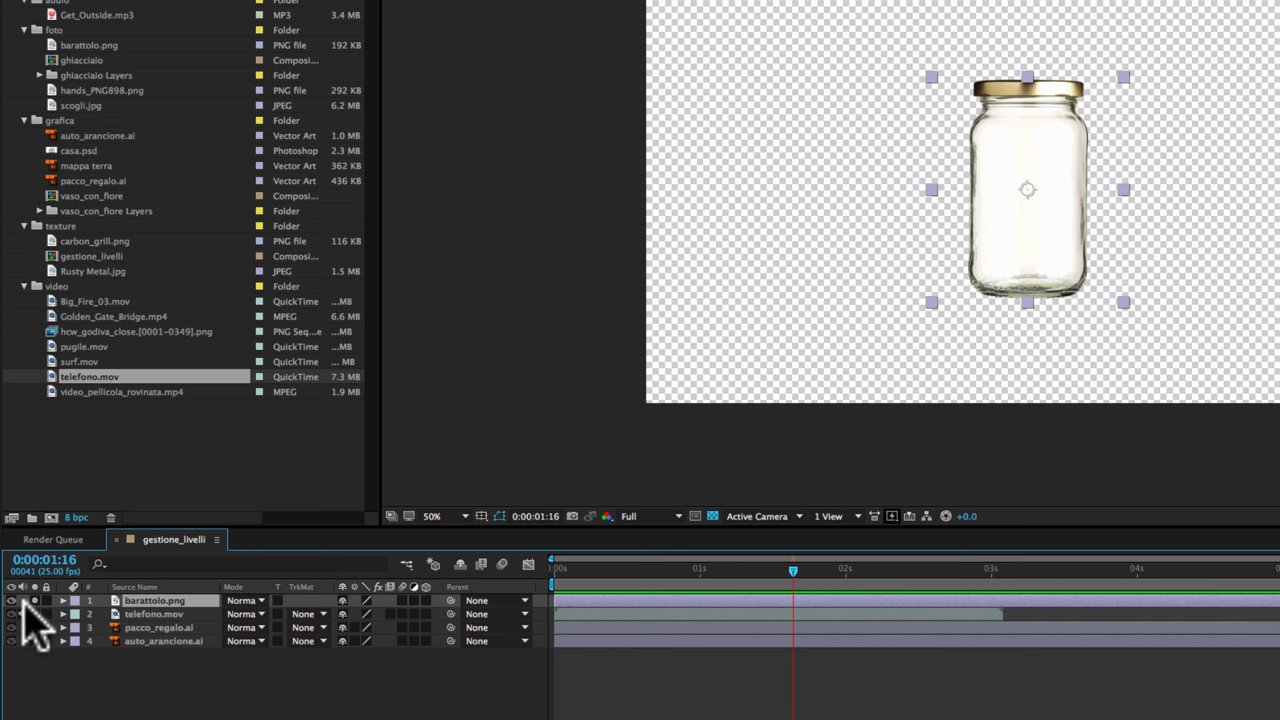 audio Folder
Get_Outside.mp3 MP3 3.4 MB
foto Folder
barattolo.png PNG file 192 KB
ghiacciaio Composi...
ghiacciaio Layers Folder
hands_PNG898.png PNG file 292 KB
scogli.jpg JPEG 6.2 MB
grafica Folder
auto_arancione.ai Vector Art 1.0 MB
casa.psd Photoshop 35.2 MB
mappa terra Vector Art 362 KB
pacco_regalo.ai Vector Art 436 KB
vaso_con_fiore Composi...
vaso_con_fiore Layers Folder
texture Folder
carbon_grill.png PNG file 116 KB
gestione_livelli Composi...
Rusty Metal.jpg JPEG 1.5 MB
video Folder
Big_Fire_03.mov QuickTime ...MB
Golden_Gate_Bridge.mp4 MPEG 6.6 MB
hcw_godiva_close.[0001-0349].png PNG Seq...e ...MB
pugile.mov QuickTime ...MB
surf.mov QuickTime ... MB
telefono.mov QuickTime 7.3 MB
video_pellicola_rovinata.mp4 MPEG 1.9 MB
8 bpc
50% 0:00:01:16 Full Active Camera 1 View +0.0
Render Queue × gestione_livelli
0:00:01:16
00041 (25.00 fps)
:00s 01s 02s 03s 04s
# Source Name Mode T TrkMat fx Parent
1 barattolo.png Norma None
2 telefono.mov Norma None None
3 pacco_regalo.ai Norma None None
4 auto_arancione.ai Norma None None